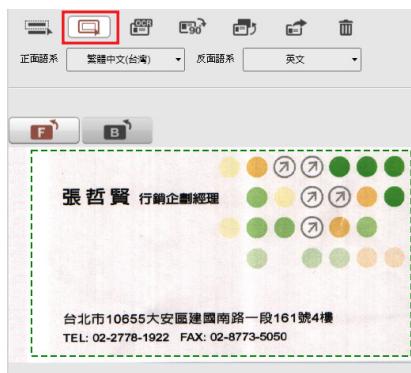 OCR
90°
正面語系 繁體中文(台灣) 反面語系 英文
F B
張哲賢 行銷企劃經理
台北市10655大安區建國南路一段161號4樓
TEL: 02-2778-1922 FAX: 02-8773-5050